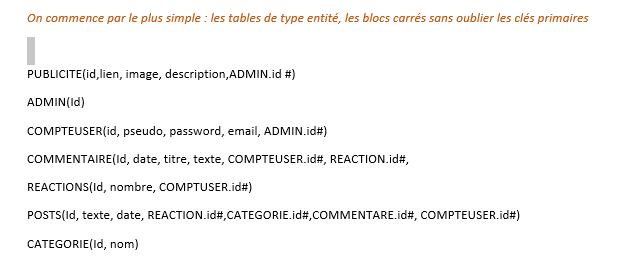 On commence par le plus simple : les tables de type entité, les blocs carrés sans oublier les clés primaires
PUBLICITE(id,lien, image, description,ADMIN.id #)
ADMIN(Id)
COMPTEUSER(id, pseudo, password, email, ADMIN.id#)
COMMENTAIRE(Id, date, titre, texte, COMPTEUSER.id#, REACTION.id#,
REACTIONS(Id, nombre, COMPTUSER.id#)
POSTS(Id, texte, date, REACTION.id#,CATEGORIE.id#,COMMENTARE.id#, COMPTEUSER.id#)
CATEGORIE(Id, nom)